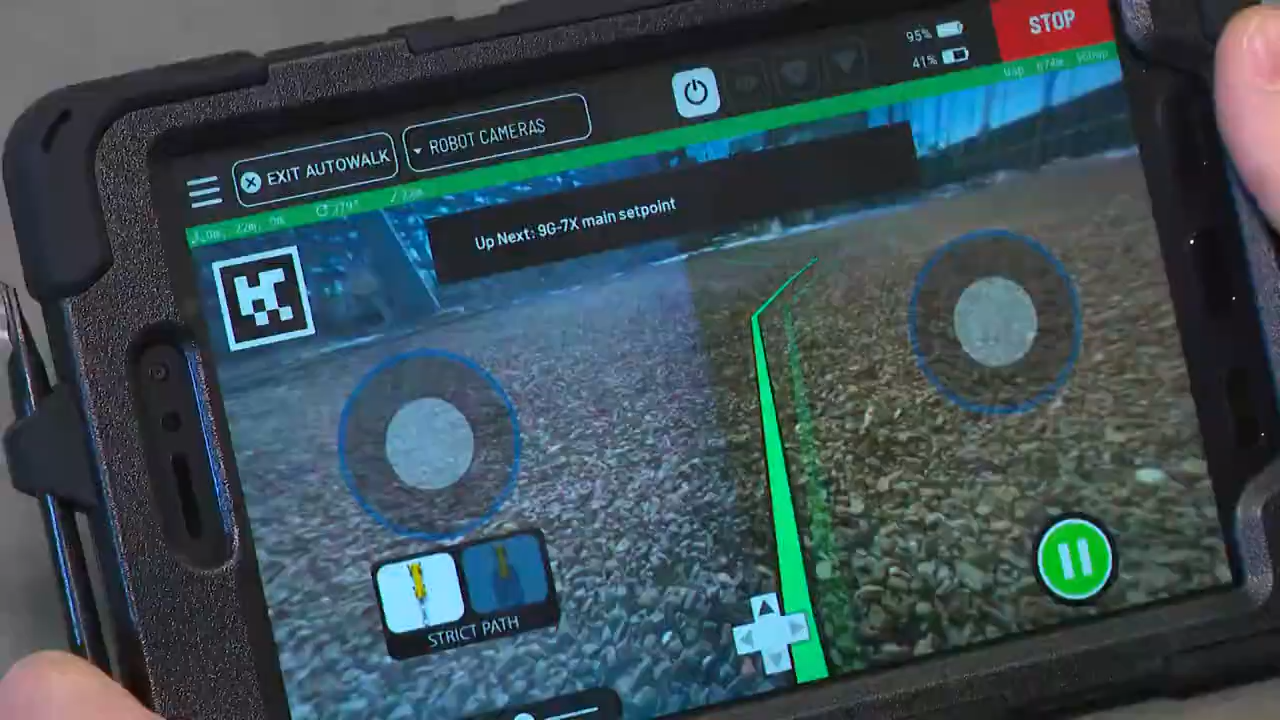 STOP
95%
41%
ROBOT CAMERAS
EXIT AUTOWALK
Up Next: 9G-7X main setpoint
STRICT PATH